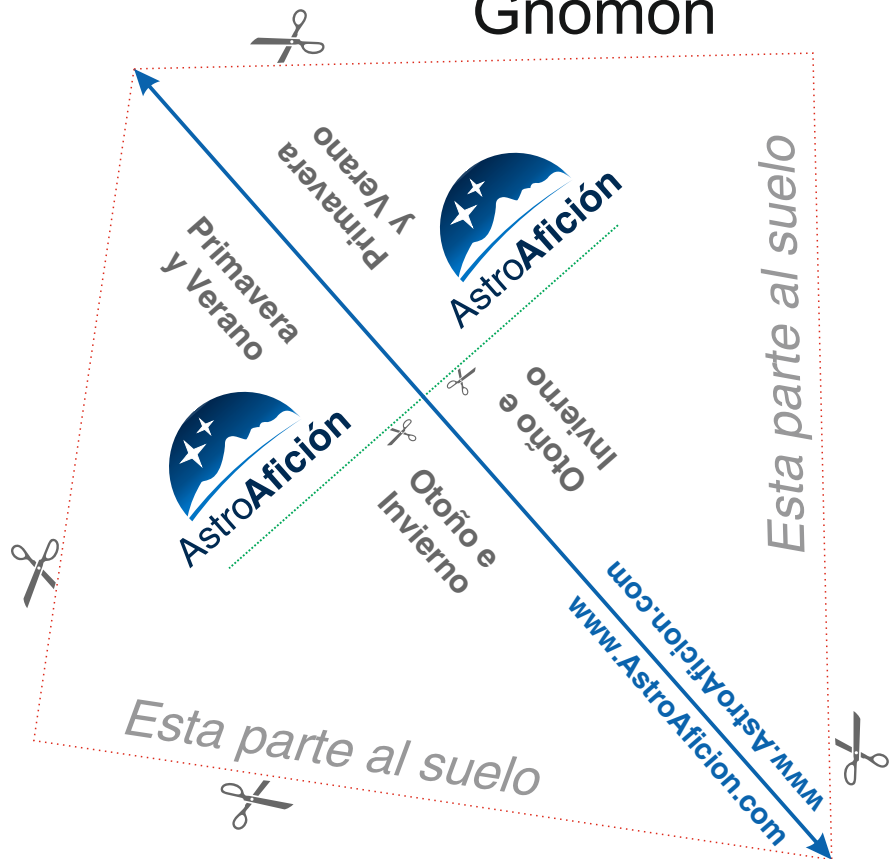 Gnomon
Primavera
y Verano
AstroAfición
Otoño e
Invierno
Esta parte al suelo
Primavera
y Verano
AstroAfición
Otoño e
Invierno
www.AstroAficion.com
www.AstroAficion.com
Esta parte al suelo